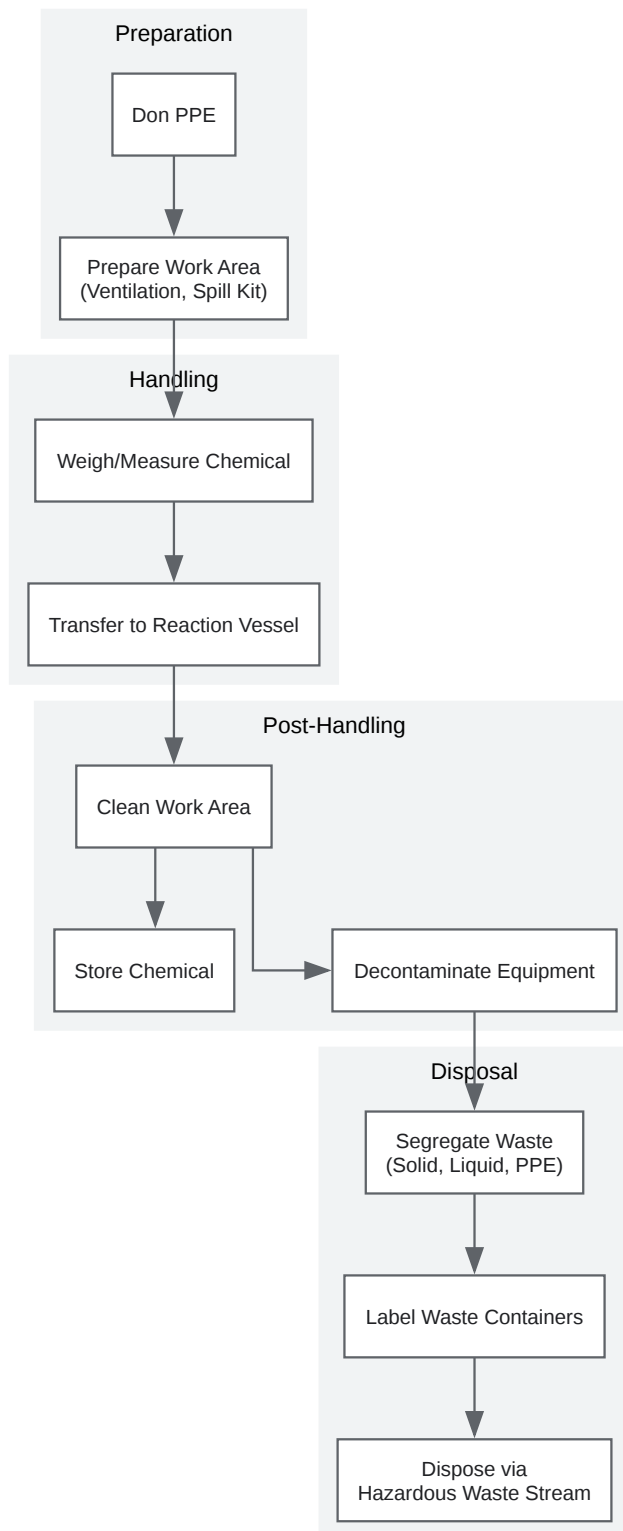 Preparation
Don PPE
Prepare Work Area
(Ventilation, Spill Kit)
Handling
Weigh/Measure Chemical
Transfer to Reaction Vessel
Post-Handling
Clean Work Area
Store Chemical
Decontaminate Equipment
Disposal
Segregate Waste
(Solid, Liquid, PPE)
Label Waste Containers
Dispose via
Hazardous Waste Stream